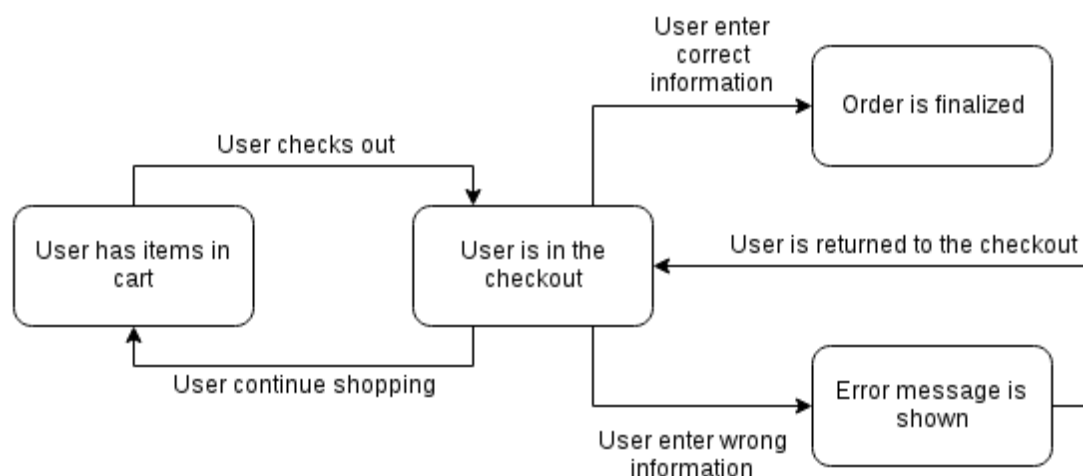 User enter
correct
information
Order is finalized
User checks out
User has items in
cart
User is in the
checkout
User is returned to the checkout
User continue shopping
Error message is
shown
User enter wrong
information